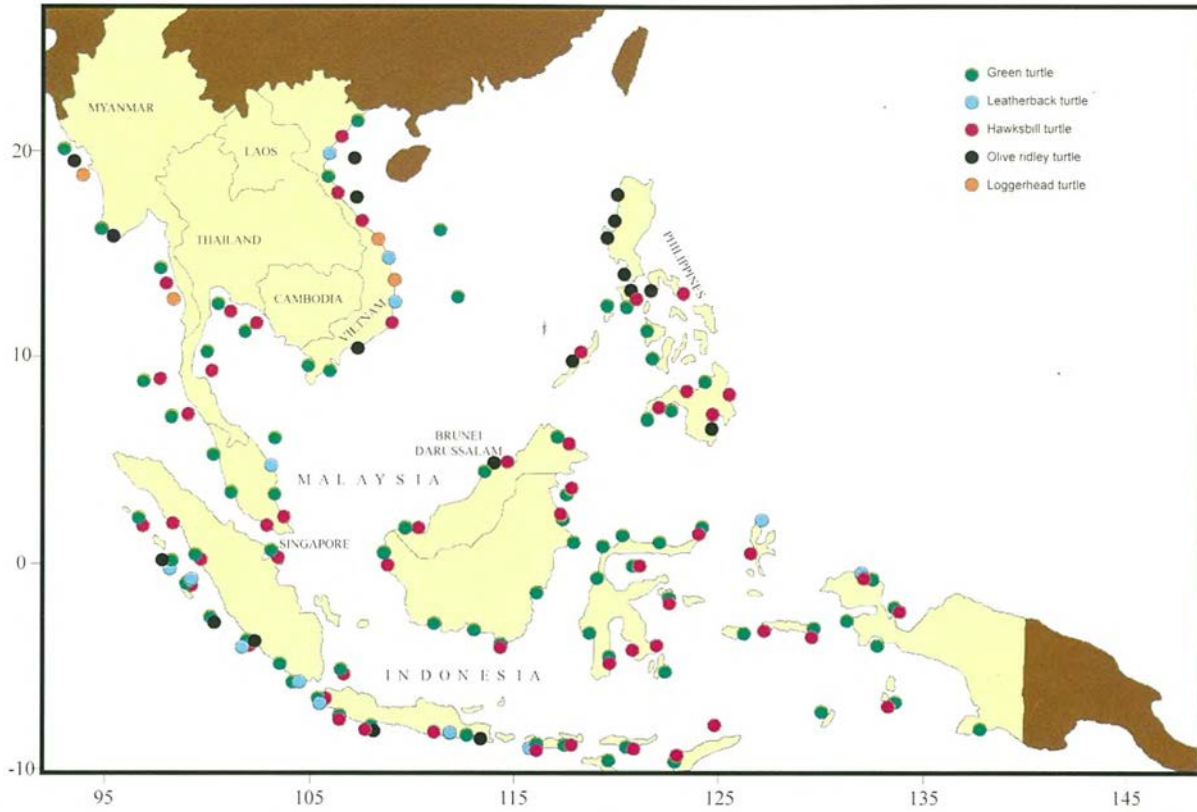 Green turtle
Leatherback turtle
Hawksbill turtle
Olive ridley turtle
Loggerhead turtle
MYANMAR
LAOS
THAILAND
CAMBODIA
VIETNAM
PHILIPPINES
BRUNEI
DARUSSALAM
MALAYSIA
SINGAPORE
INDONESIA
20
10
0
-10
95
105
115
125
135
145